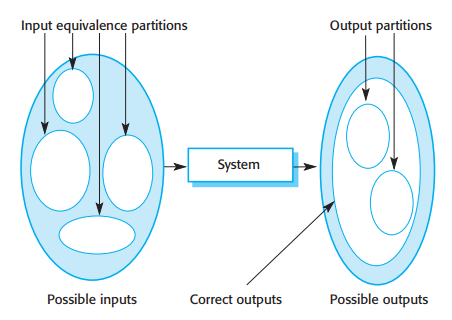 Input equivalence partitions
Output partitions
System
Possible inputs
Correct outputs
Possible outputs